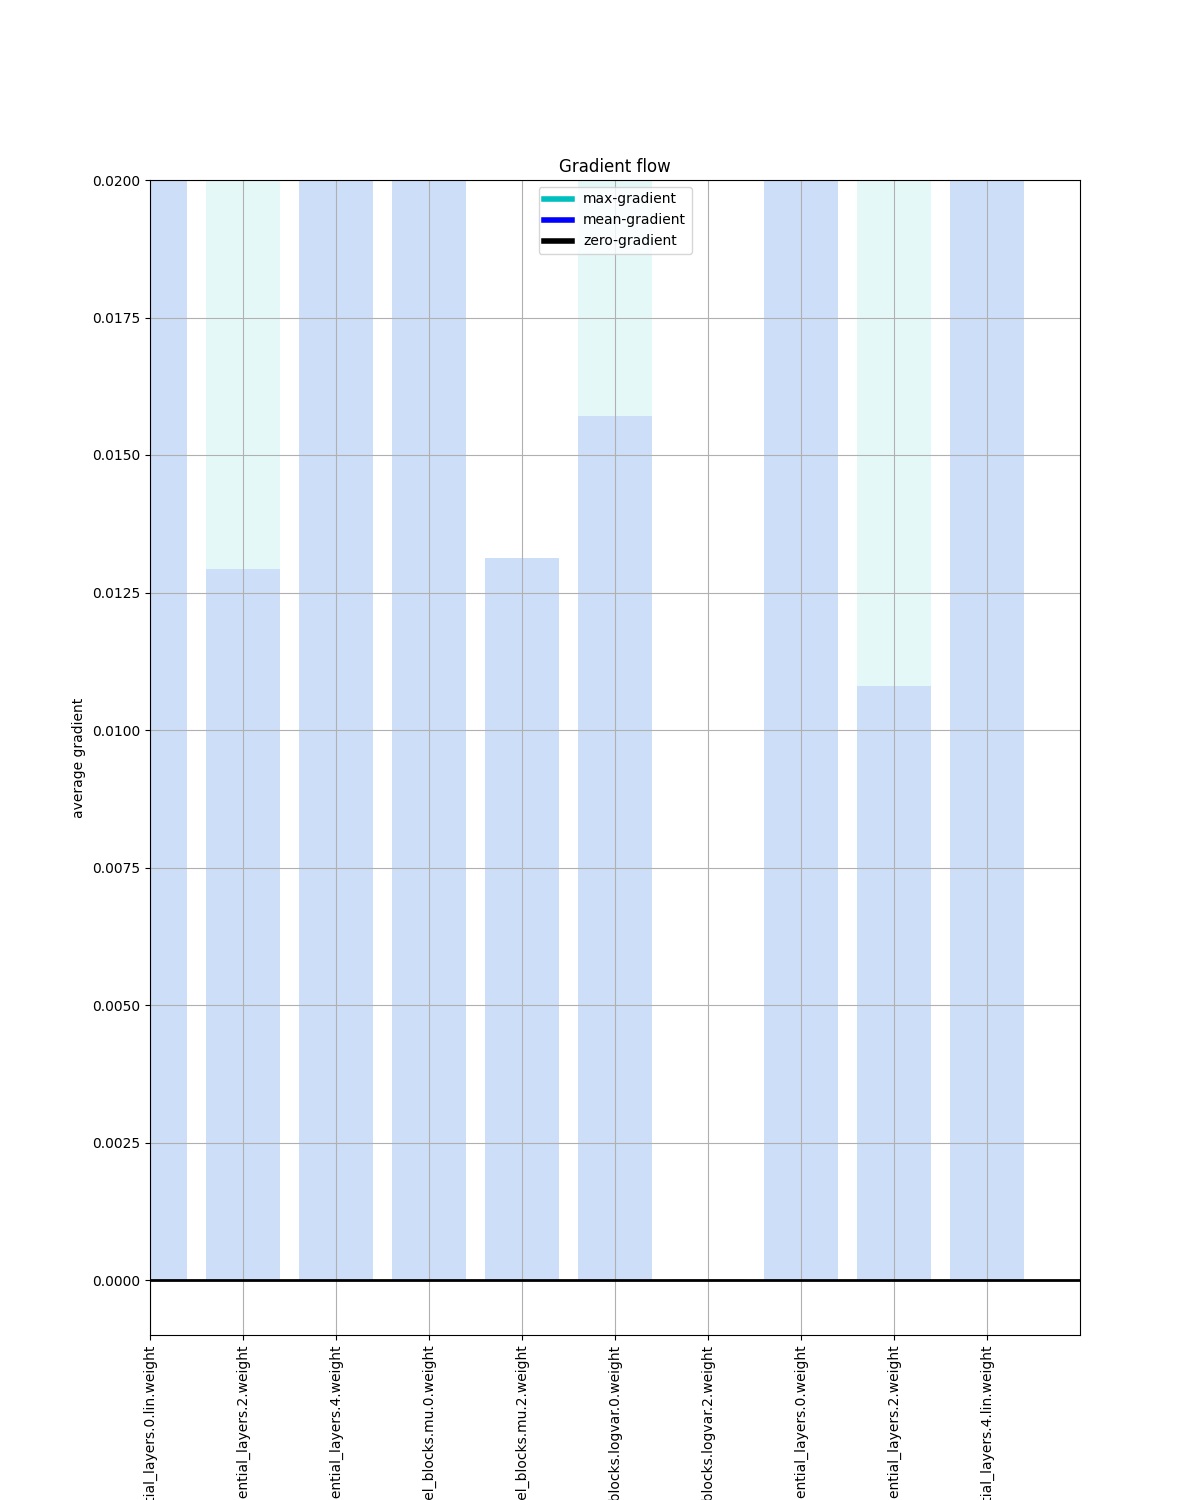 Gradient flow
max-gradient
mean-gradient
zero-gradient
0.0200
0.0175
0.0150
0.0125
0.0100
0.0075
0.0050
0.0025
0.0000
average gradient
tial_layers.0.lin.weight
ential_layers.2.weight
ential_layers.4.weight
el_blocks.mu.0.weight
el_blocks.mu.2.weight
blocks.logvar.0.weight
blocks.logvar.2.weight
ential_layers.0.weight
ential_layers.2.weight
tial_layers.4.lin.weight